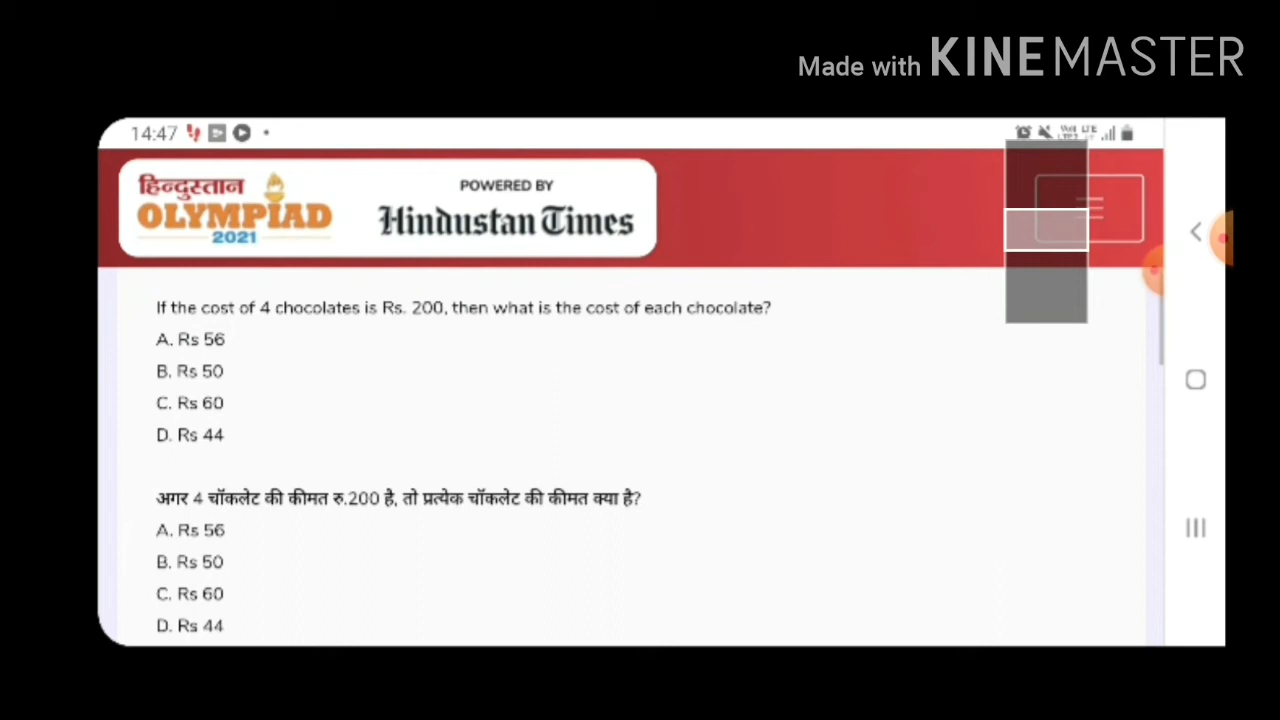 Made with KINEMASTER
14:47
हिन्दुस्तान
OLYMPIAD
2021
POWERED BY
Hindustan Times
If the cost of 4 chocolates is Rs. 200, then what is the cost of each chocolate?
A. Rs 56
B. Rs 50
C. Rs 60
D. Rs 44
अगर 4 चॉकलेट की कीमत रु.200 है, तो प्रत्येक चॉकलेट की कीमत क्या है?
A. Rs 56
B. Rs 50
C. Rs 60
D. Rs 44